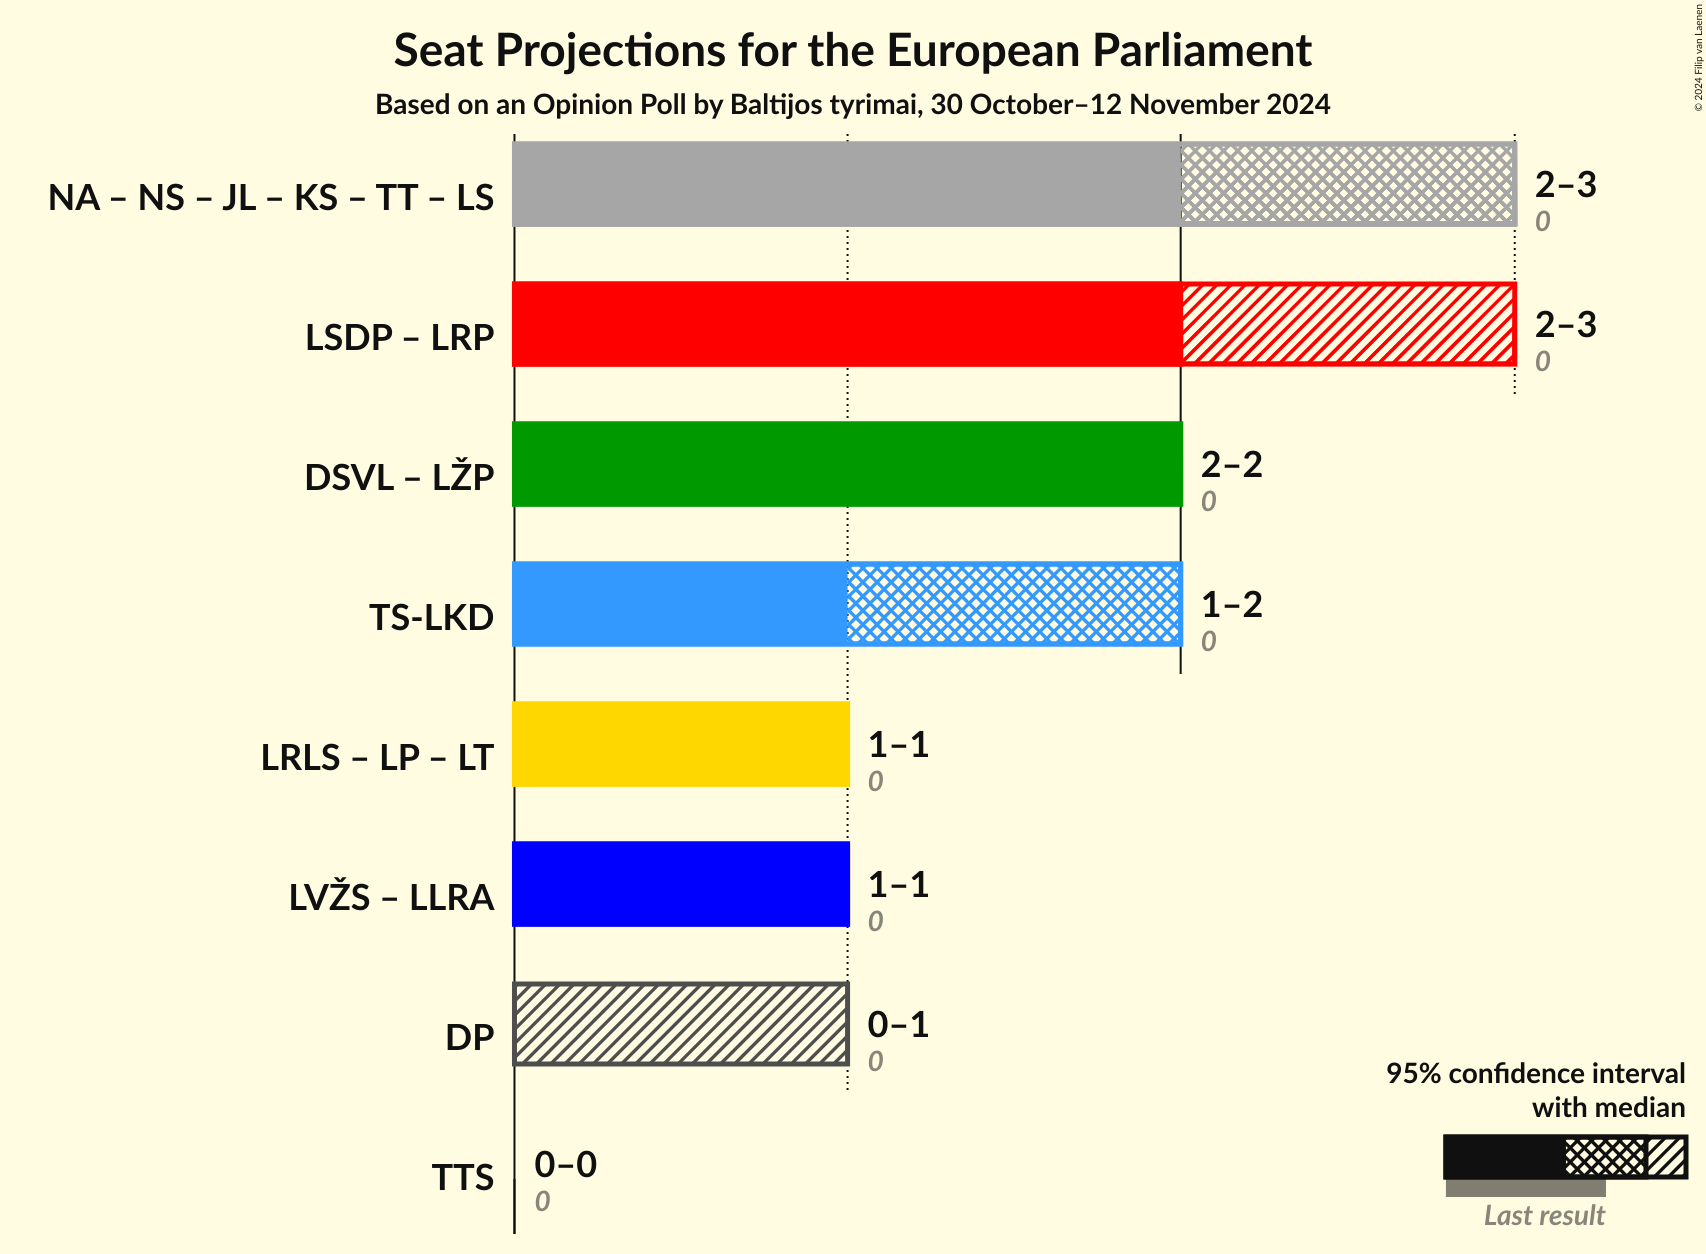 Seat Projections for the European Parliament
Based on an Opinion Poll by Baltijos tyrimai, 30 October–12 November 2024
© 2024 Filip van Laenen
NA – NS – JL – KS – TT – LS
2–3
0
LSDP – LRP
2–3
0
DSVL – LŽP
2–2
0
TS-LKD
1–2
0
LRLS – LP – LT
1–1
0
LVŽS – LLRA
1–1
0
DP
0–1
0
TTS
0–0
0
95% confidence interval
with median
Last result